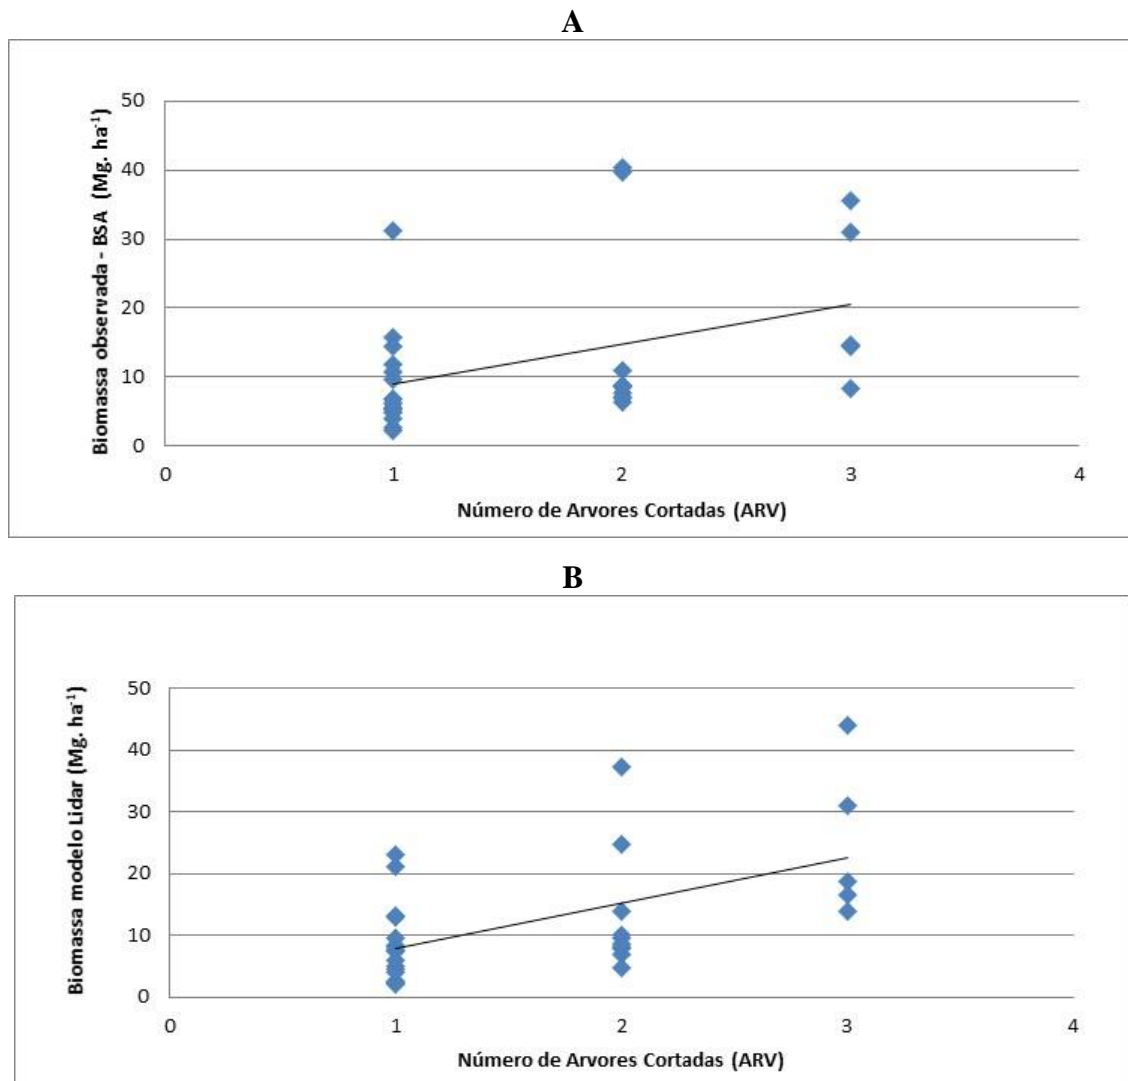 A
Biomassa observada - BSA (Mg. ha⁻¹)
50
40
30
20
10
0
0 1 2 3 4
Número de Arvores Cortadas (ARV)
B
Biomassa modelo Lidar (Mg. ha⁻¹)
50
40
30
20
10
0
0 1 2 3 4
Número de Arvores Cortadas (ARV)